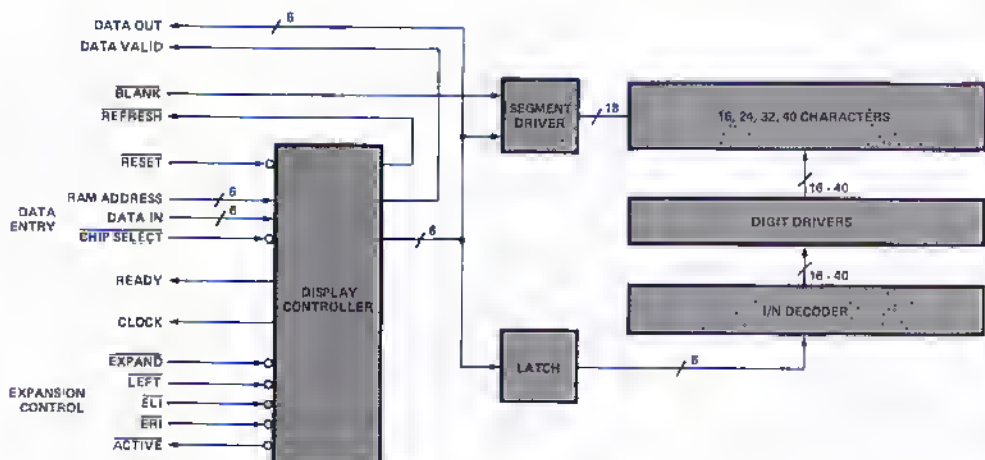 DATA OUT
6
DATA VALID
BLANK
REFRESH
RESET
RAM ADDRESS
6
DATA IN
6
CHIP SELECT
DATA
ENTRY
READY
CLOCK
EXPAND
LEFT
ELI
ERI
ACTIVE
EXPANSION
CONTROL
DISPLAY
CONTROLLER
6
SEGMENT
DRIVER
18
16, 24, 32, 40 CHARACTERS
16 - 40
DIGIT DRIVERS
16 - 40
I/N DECODER
LATCH
6